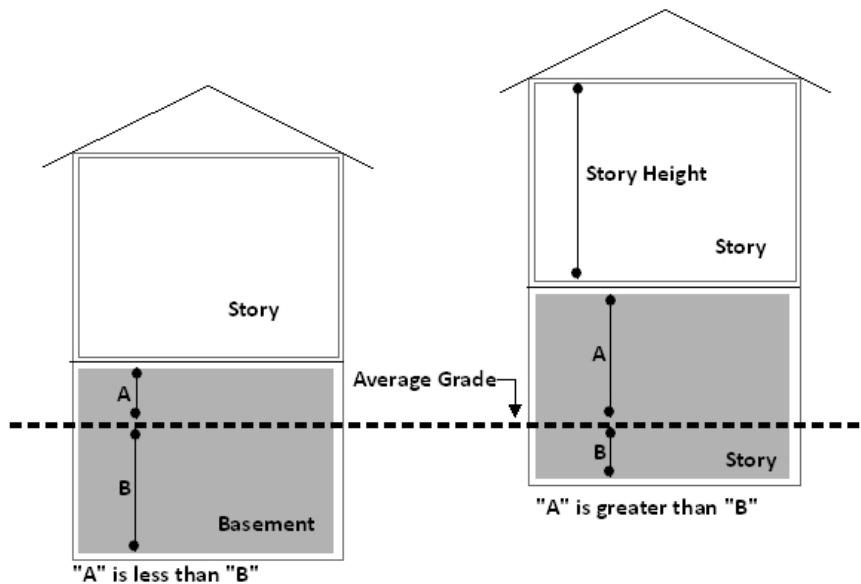 Story
A
B
Basement
"A" is less than "B"
Average Grade
Story Height
Story
A
B
Story
"A" is greater than "B"